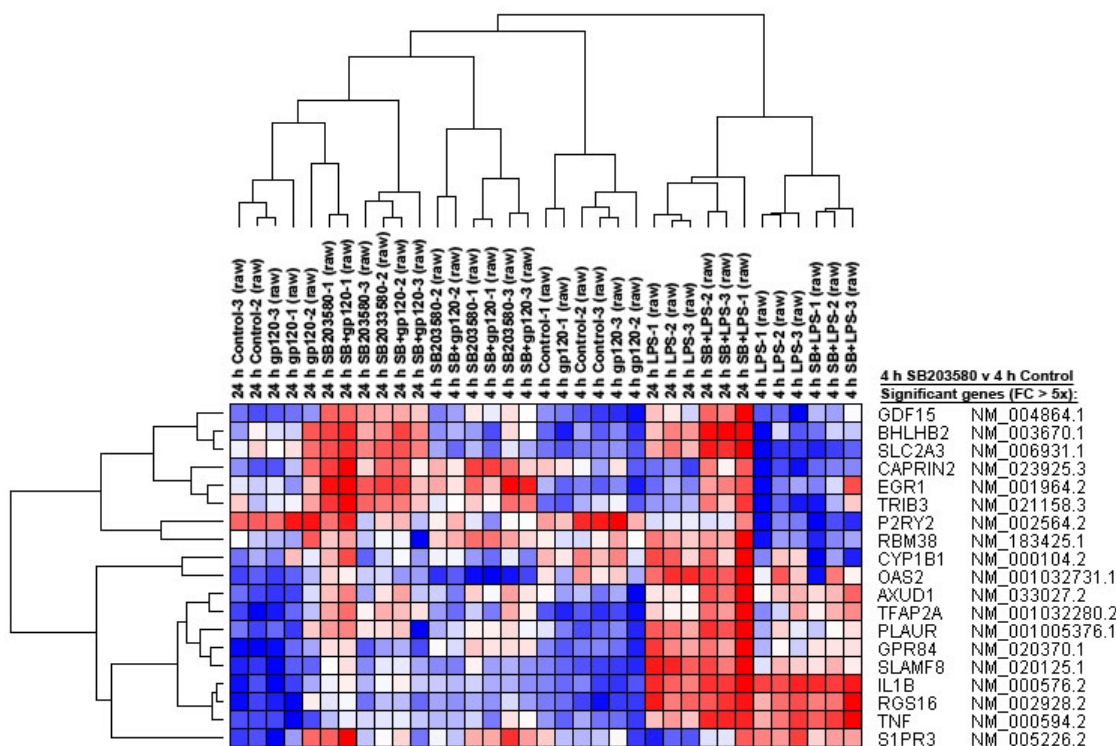 24 h Control-3 (raw)
24 h Control-2 (raw)
24 h gp120-3 (raw)
24 h gp120-1 (raw)
24 h gp120-2 (raw)
24 h SB203580-1 (raw)
24 h SB+gp120-1 (raw)
24 h SB203580-3 (raw)
24 h SB2033580-2 (raw)
24 h SB+gp120-2 (raw)
24 h SB+gp120-3 (raw)
4 h SB203580-2 (raw)
4 h SB+gp120-2 (raw)
4 h SB203580-1 (raw)
4 h SB+gp120-1 (raw)
4 h SB203580-3 (raw)
4 h SB+gp120-3 (raw)
4 h Control-1 (raw)
4 h gp120-1 (raw)
4 h Control-2 (raw)
4 h Control-3 (raw)
4 h gp120-3 (raw)
4 h gp120-2 (raw)
24 h LPS-1 (raw)
24 h LPS-2 (raw)
24 h LPS-3 (raw)
24 h SB+LPS-2 (raw)
24 h SB+LPS-3 (raw)
24 h SB+LPS-1 (raw)
4 h LPS-1 (raw)
4 h LPS-2 (raw)
4 h LPS-3 (raw)
4 h SB+LPS-1 (raw)
4 h SB+LPS-2 (raw)
4 h SB+LPS-3 (raw)
4 h SB203580 v 4 h Control
Significant genes (FC > 5x):
GDF15 NM_004864.1
BHLHB2 NM_003670.1
SLC2A3 NM_006931.1
CAPRIN2 NM_023925.3
EGR1 NM_001964.2
TRIB3 NM_021158.3
P2RY2 NM_002564.2
RBM38 NM_183425.1
CYP1B1 NM_000104.2
OAS2 NM_001032731.1
AXUD1 NM_033027.2
TFAP2A NM_001032280.2
PLAUR NM_001005376.1
GPR84 NM_020370.1
SLAMF8 NM_020125.1
IL1B NM_000576.2
RGS16 NM_002928.2
TNF NM_000594.2
S1PR3 NM_005226.2